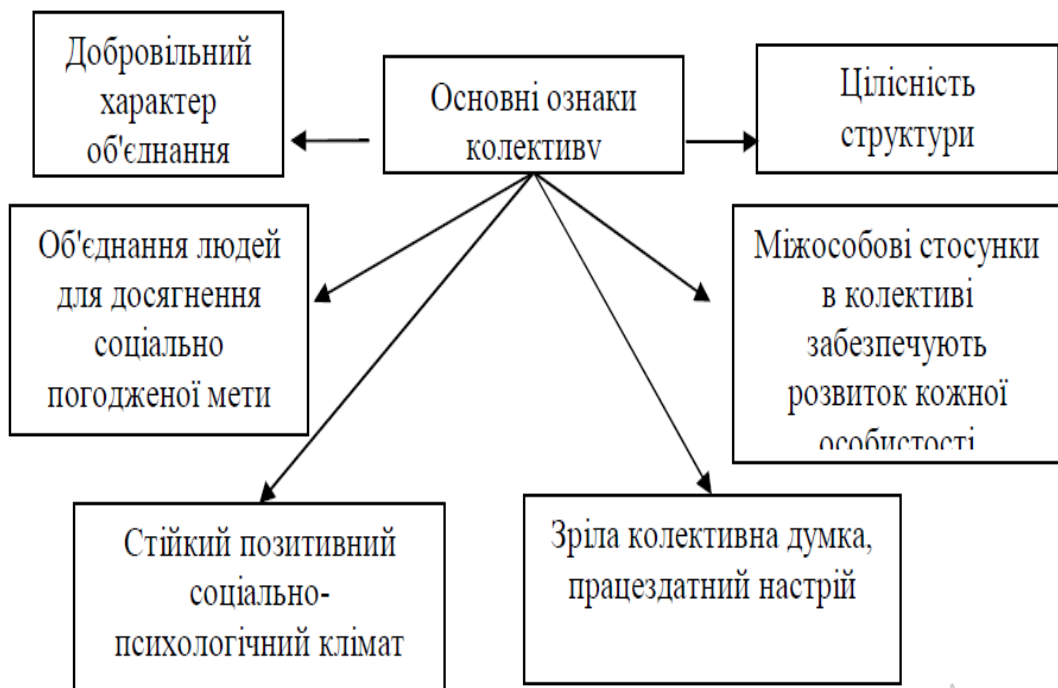 Добровільний
характер
об'єднання
Основні ознаки
колективу
Цілісність
структури
Об'єднання людей
для досягнення
соціально
погодженої мети
Міжособові стосунки
в колективі
забезпечують
розвиток кожної
особистості
Стійкий позитивний
соціально-
психологічний клімат
Зріла колективна думка,
працездатний настрій